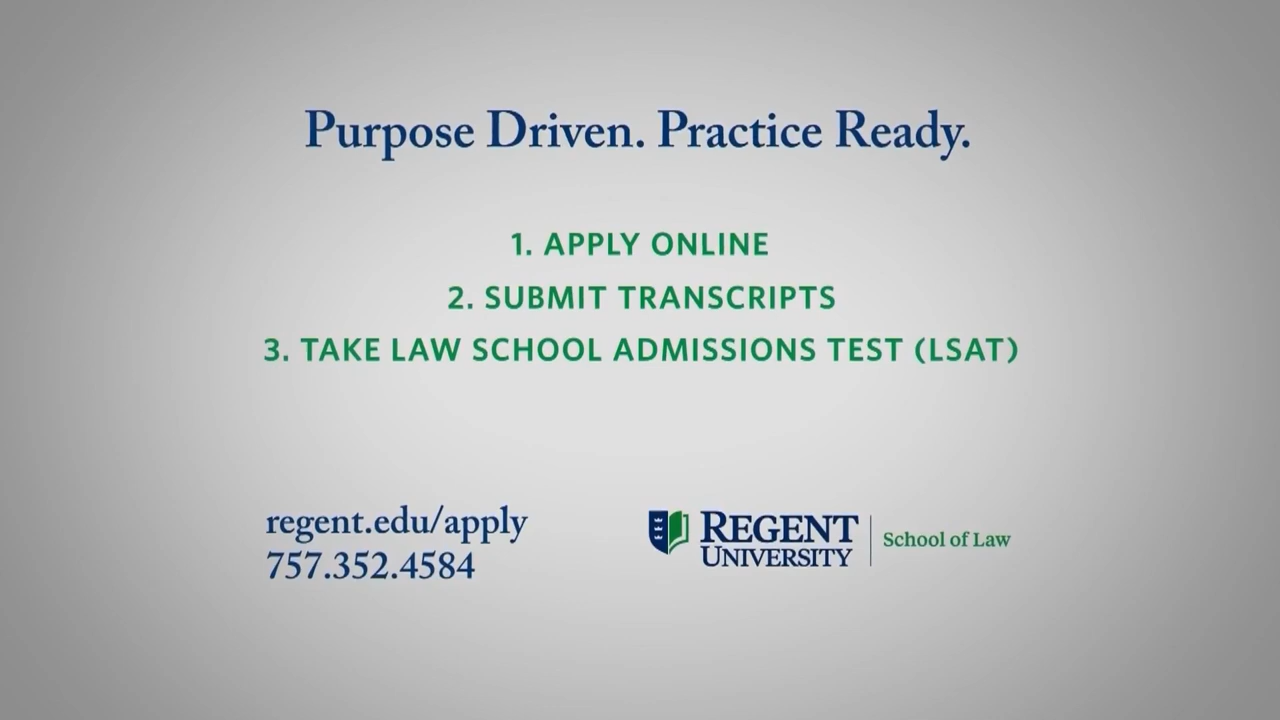 Purpose Driven. Practice Ready.
1. APPLY ONLINE
2. SUBMIT TRANSCRIPTS
3. TAKE LAW SCHOOL ADMISSIONS TEST (LSAT)
regent.edu/apply
757.352.4584
REGENT
UNIVERSITY
School of Law